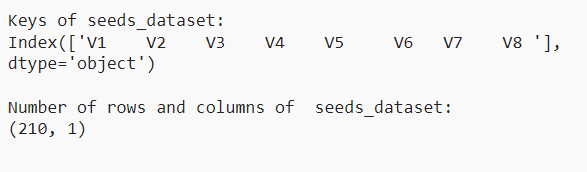 Keys of seeds_dataset:
Index(['V1    V2    V3    V4    V5     V6   V7    V8 '],
dtype='object')
Number of rows and columns of  seeds_dataset:
(210, 1)